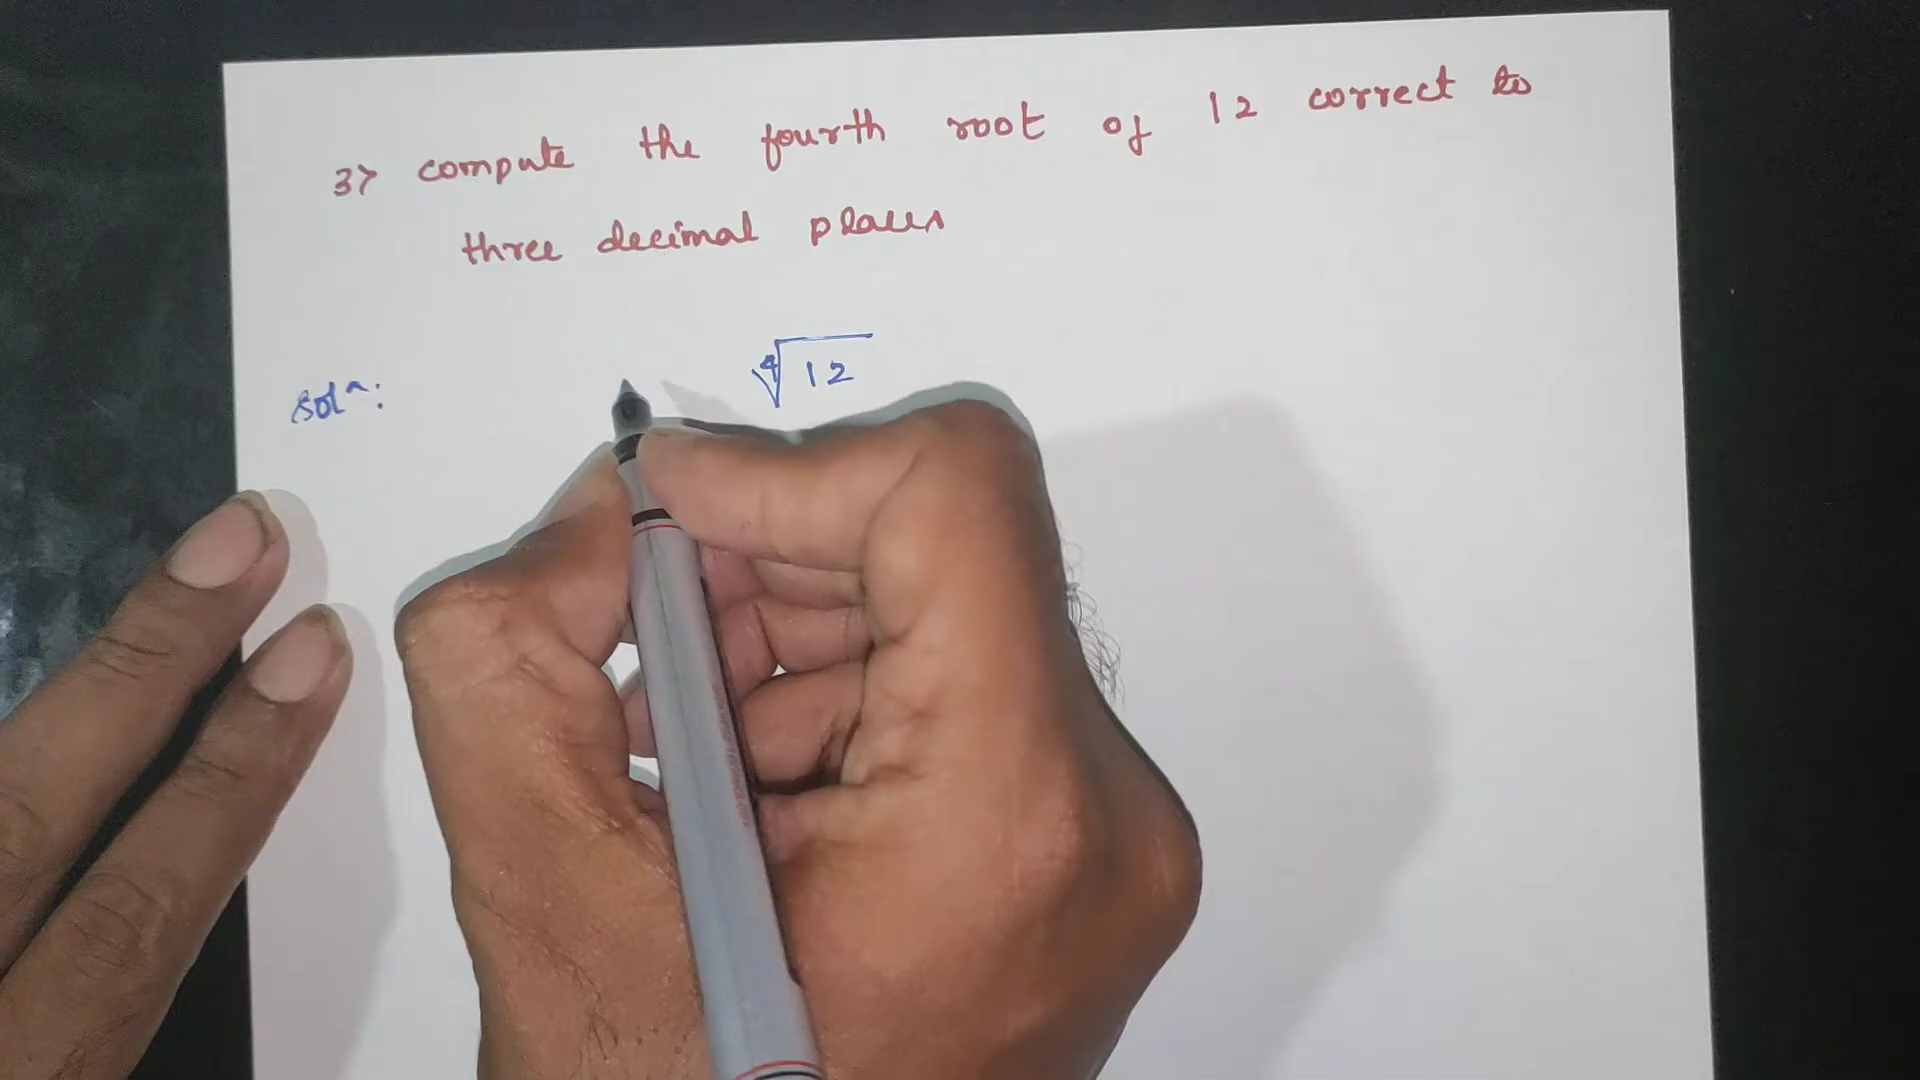 3> compute the fourth root of 12 correct to
three decimal places
solⁿ: ∜12